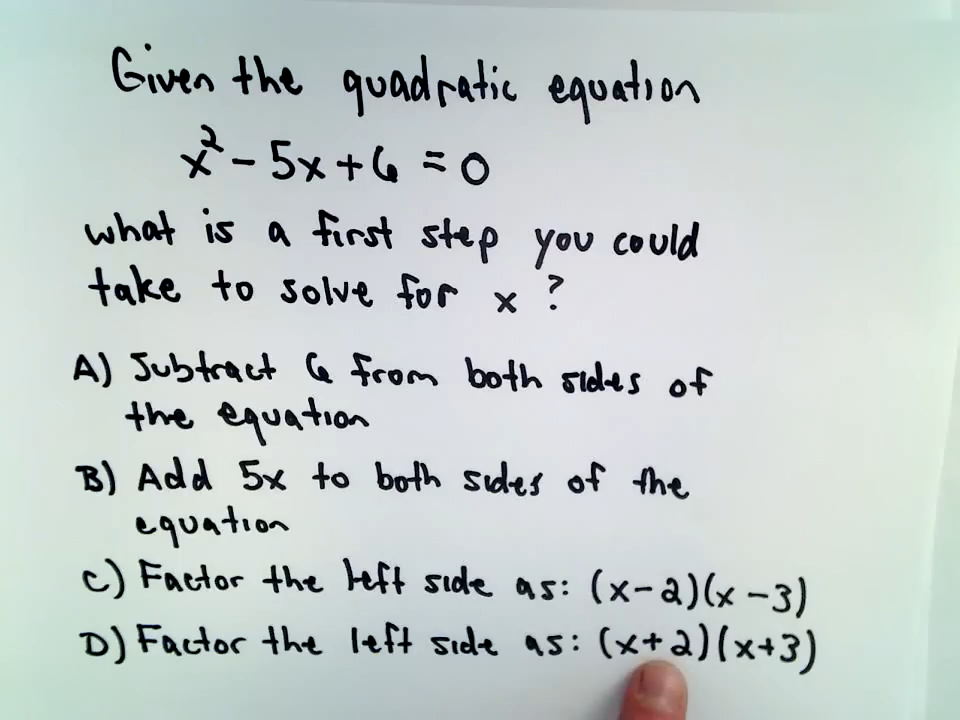 Given the quadratic equation
x² - 5x + 6 = 0
what is a first step you could
take to solve for x ?
A) Subtract 6 from both sides of
the equation
B) Add 5x to both sides of the
equation
C) Factor the left side as: (x-2)(x-3)
D) Factor the left side as: (x+2)(x+3)